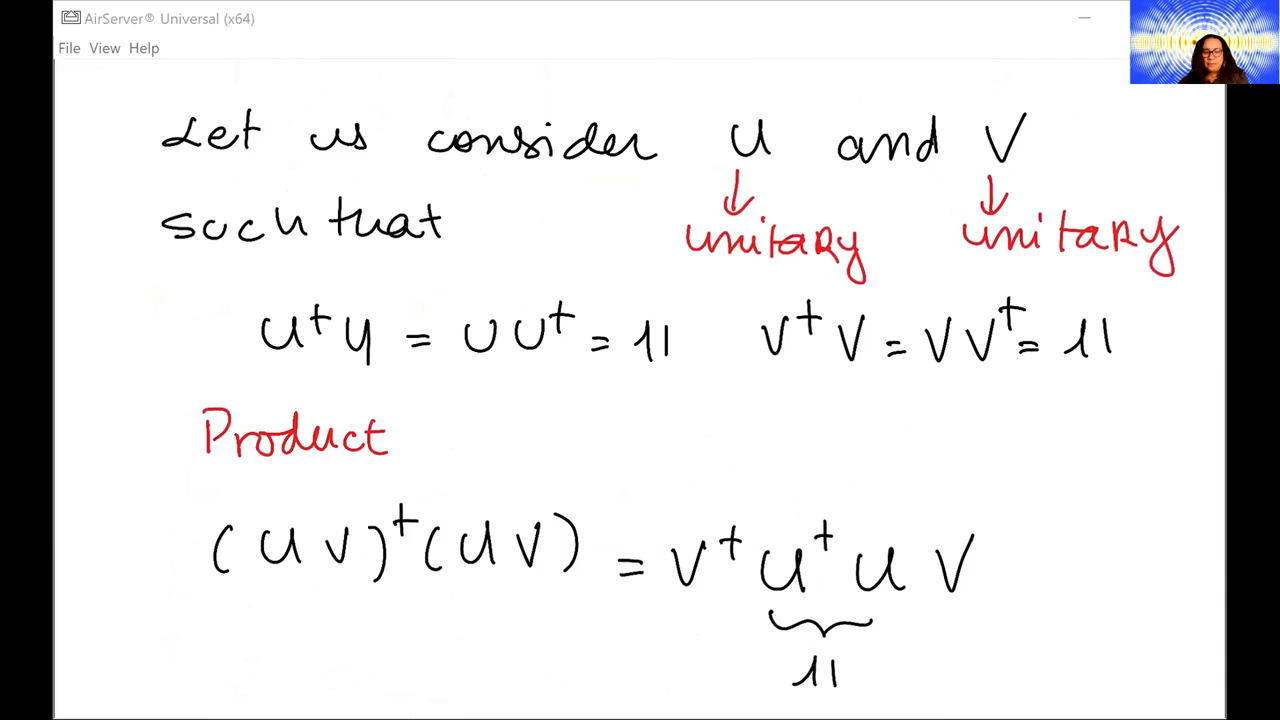 AirServer® Universal (x64)
File View Help
Let us consider U and V
such that
unitary unitary
U†U = UU† = 𝟙 V†V = VV† = 𝟙
Product
(UV)†(UV) = V†U†UV
𝟙